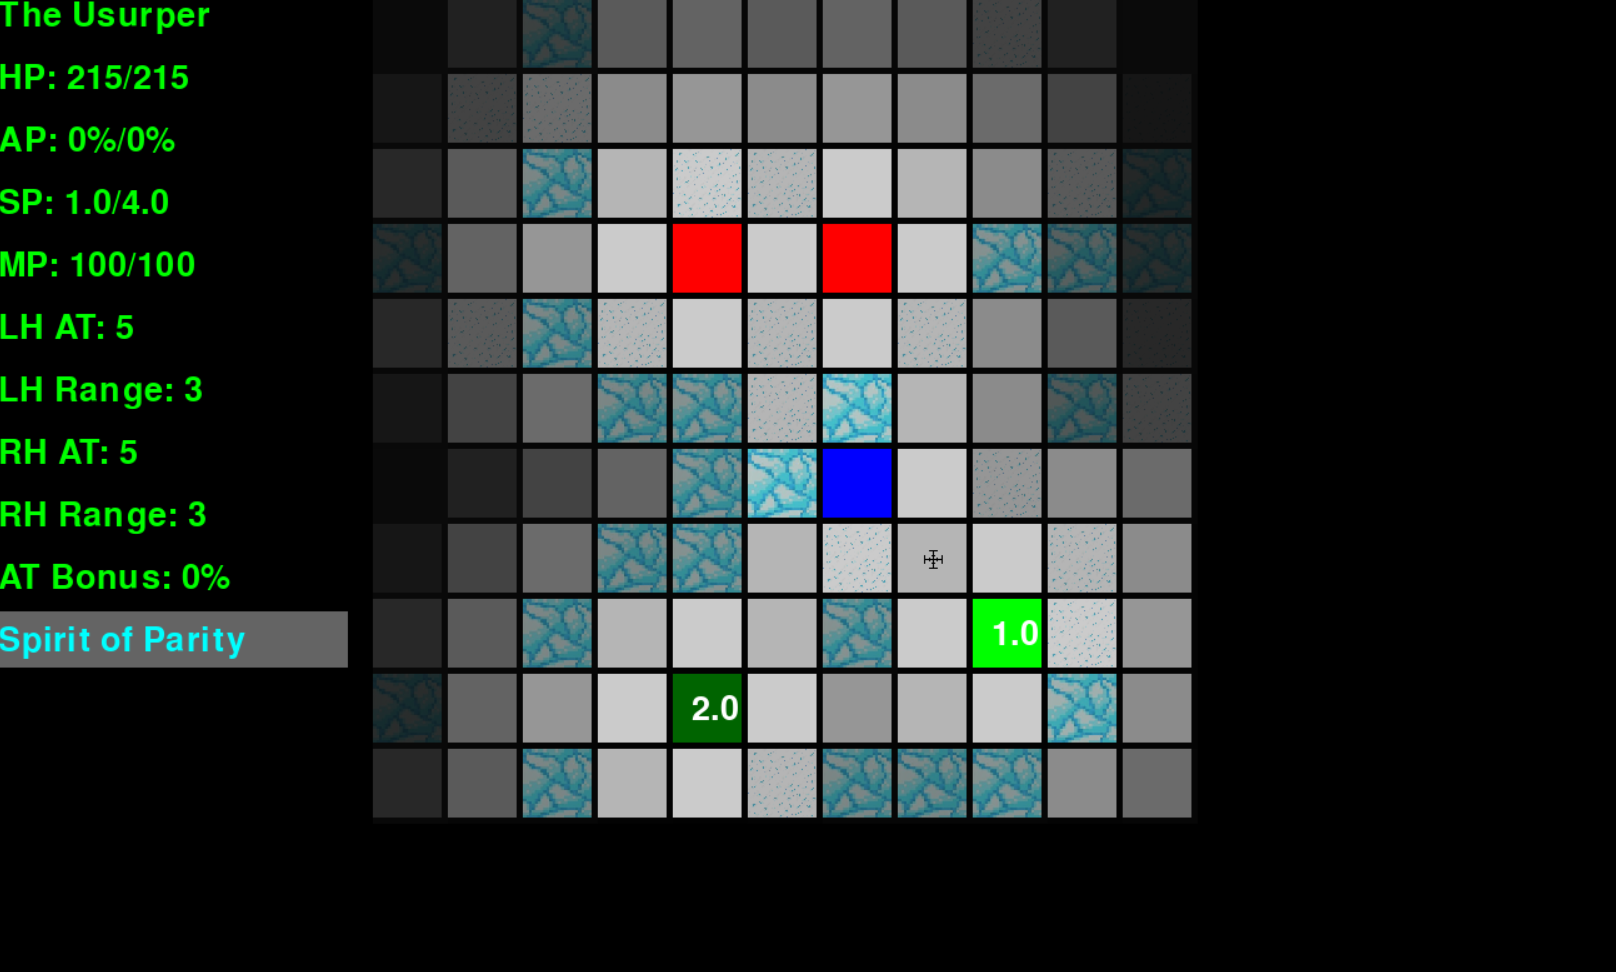 The Usurper
HP: 215/215
AP: 0%/0%
SP: 1.0/4.0
MP: 100/100
LH AT: 5
LH Range: 3
RH AT: 5
RH Range: 3
AT Bonus: 0%
Spirit of Parity
1.0
2.0